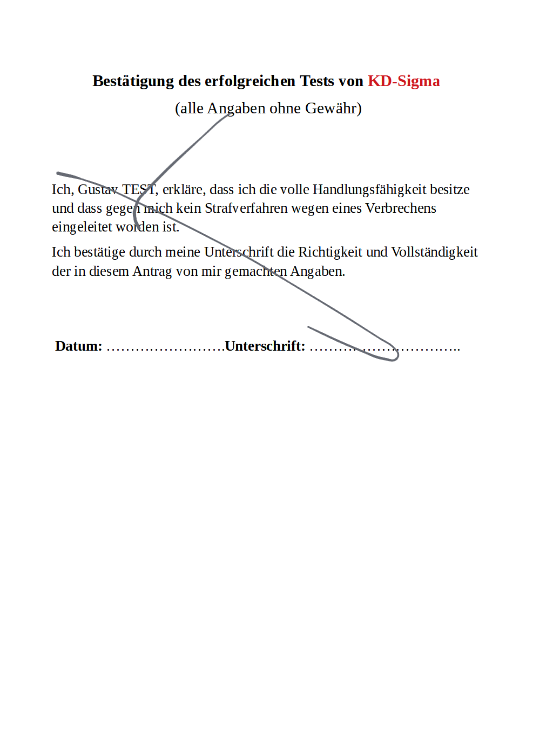 Bestätigung des erfolgreichen Tests von KD-Sigma
(alle Angaben ohne Gewähr)
Ich, Gustav TEST, erkläre, dass ich die volle Handlungsfähigkeit besitze
und dass gegen mich kein Strafverfahren wegen eines Verbrechens
eingeleitet worden ist.
Ich bestätige durch meine Unterschrift die Richtigkeit und Vollständigkeit
der in diesem Antrag von mir gemachten Angaben.
Datum: …………………….Unterschrift: …………………………..